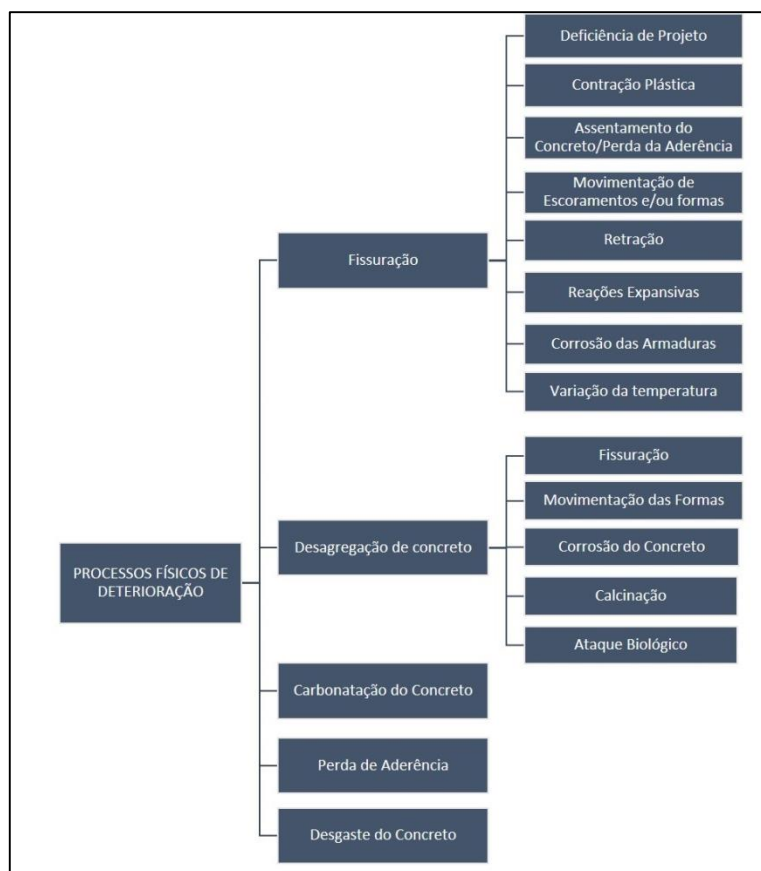 Deficiência de Projeto
Contração Plástica
Assentamento do
Concreto/Perda da Aderência
Movimentação de
Escoramentos e/ou formas
Fissuração
Retração
Reações Expansivas
Corrosão das Armaduras
Variação da temperatura
Fissuração
Movimentação das Formas
Desagregação de concreto
Corrosão do Concreto
PROCESSOS FÍSICOS DE
DETERIORAÇÃO
Calcinação
Ataque Biológico
Carbonatação do Concreto
Perda de Aderência
Desgaste do Concreto